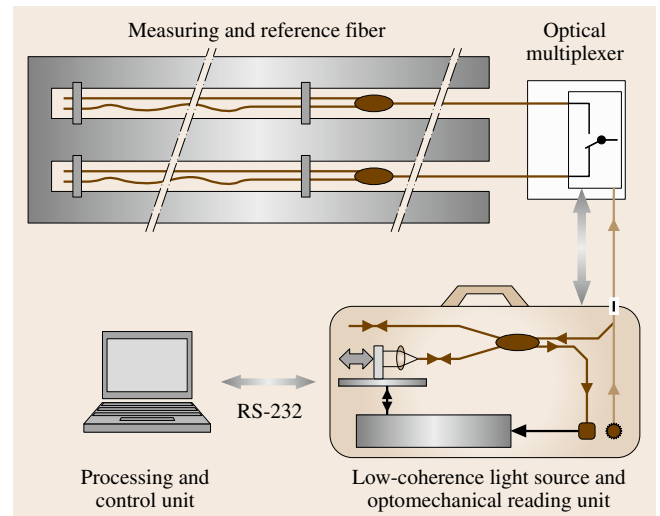 Measuring and reference fiber
Optical
multiplexer
RS-232
Processing and
control unit
Low-coherence light source and
optomechanical reading unit